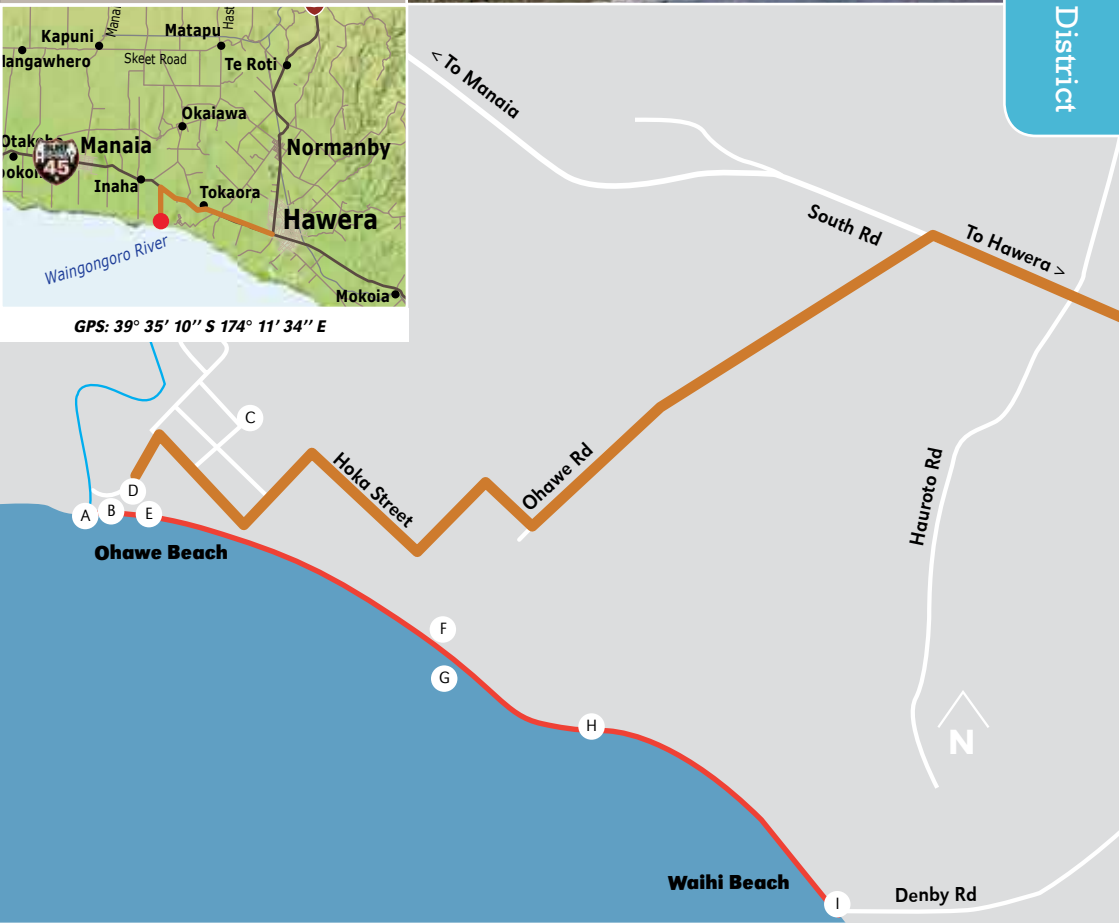 District
Kapuni
Matapu
Skeet Road
Te Roti
Okaiawa
Manaia
45
Normanby
Inaha
Tokaora
Hawera
Waingongoro River
Mokoia
GPS: 39° 35’ 10’’ S 174° 11’ 34’’ E
< To Manaia
South Rd
To Hawera >
C
Hoka Street
Ohawe Rd
Hauroto Rd
D
A
B
E
Ohawe Beach
F
G
H
N
Waihi Beach
I
Denby Rd